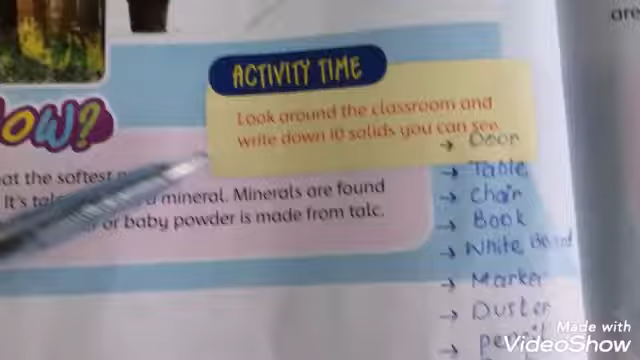 are
ACTIVITY TIME
Look around the classroom and
write down 10 solids you can see.
ow?
at the softest
It's talc mineral. Minerals are found
or baby powder is made from talc.
→ Door
→ Table
→ Chair
→ Book
→ White Board
→ Marker
→ Duster
→ pencil
Made with
VideoShow